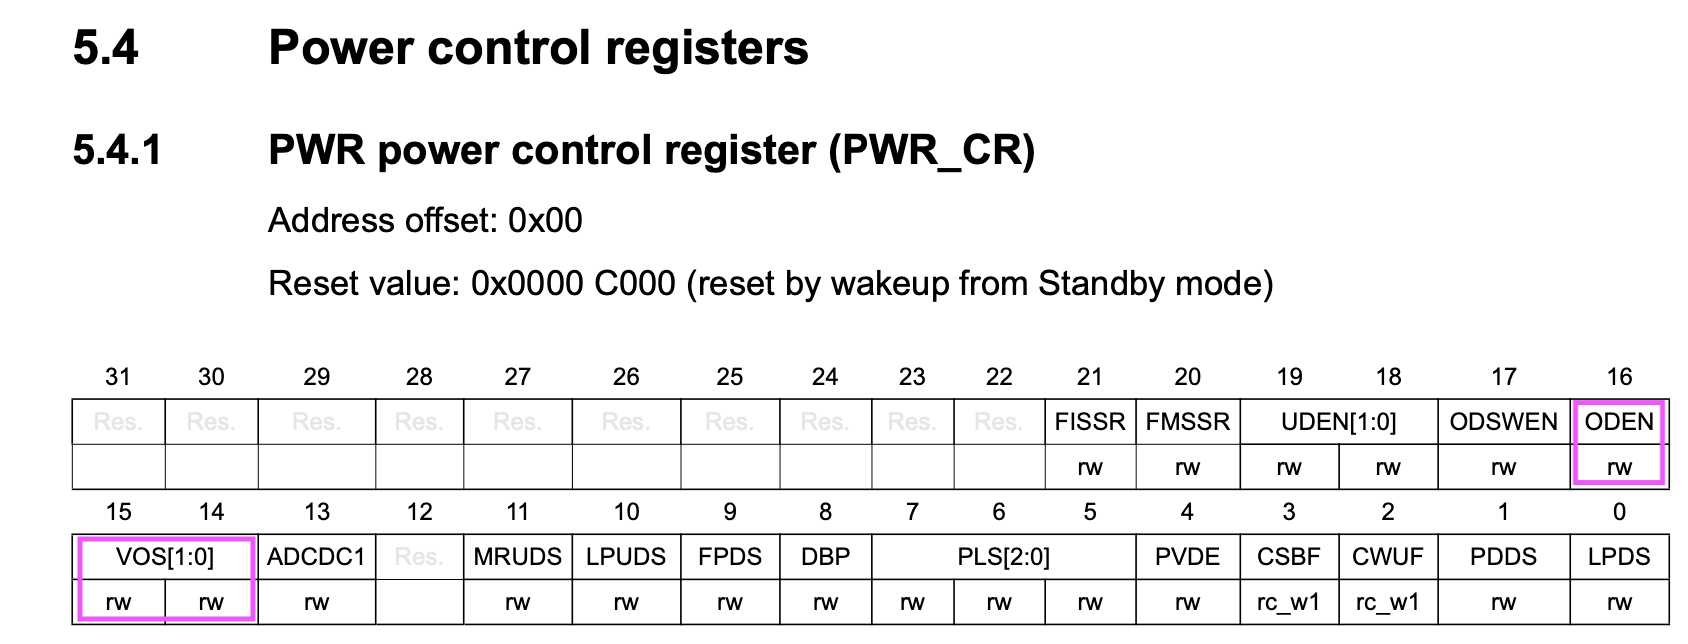 5.4 Power control registers
5.4.1 PWR power control register (PWR_CR)
Address offset: 0x00
Reset value: 0x0000 C000 (reset by wakeup from Standby mode)
31 30 29 28 27 26 25 24 23 22 21 20 19 18 17 16
Res. Res. Res. Res. Res. Res. Res. Res. Res. Res. FISSR FMSSR UDEN[1:0] ODSWEN ODEN
rw rw rw rw rw rw
15 14 13 12 11 10 9 8 7 6 5 4 3 2 1 0
VOS[1:0] ADCDC1 Res. MRUDS LPUDS FPDS DBP PLS[2:0] PVDE CSBF CWUF PDDS LPDS
rw rw rw rw rw rw rw rw rw rw rw rc_w1 rc_w1 rw rw